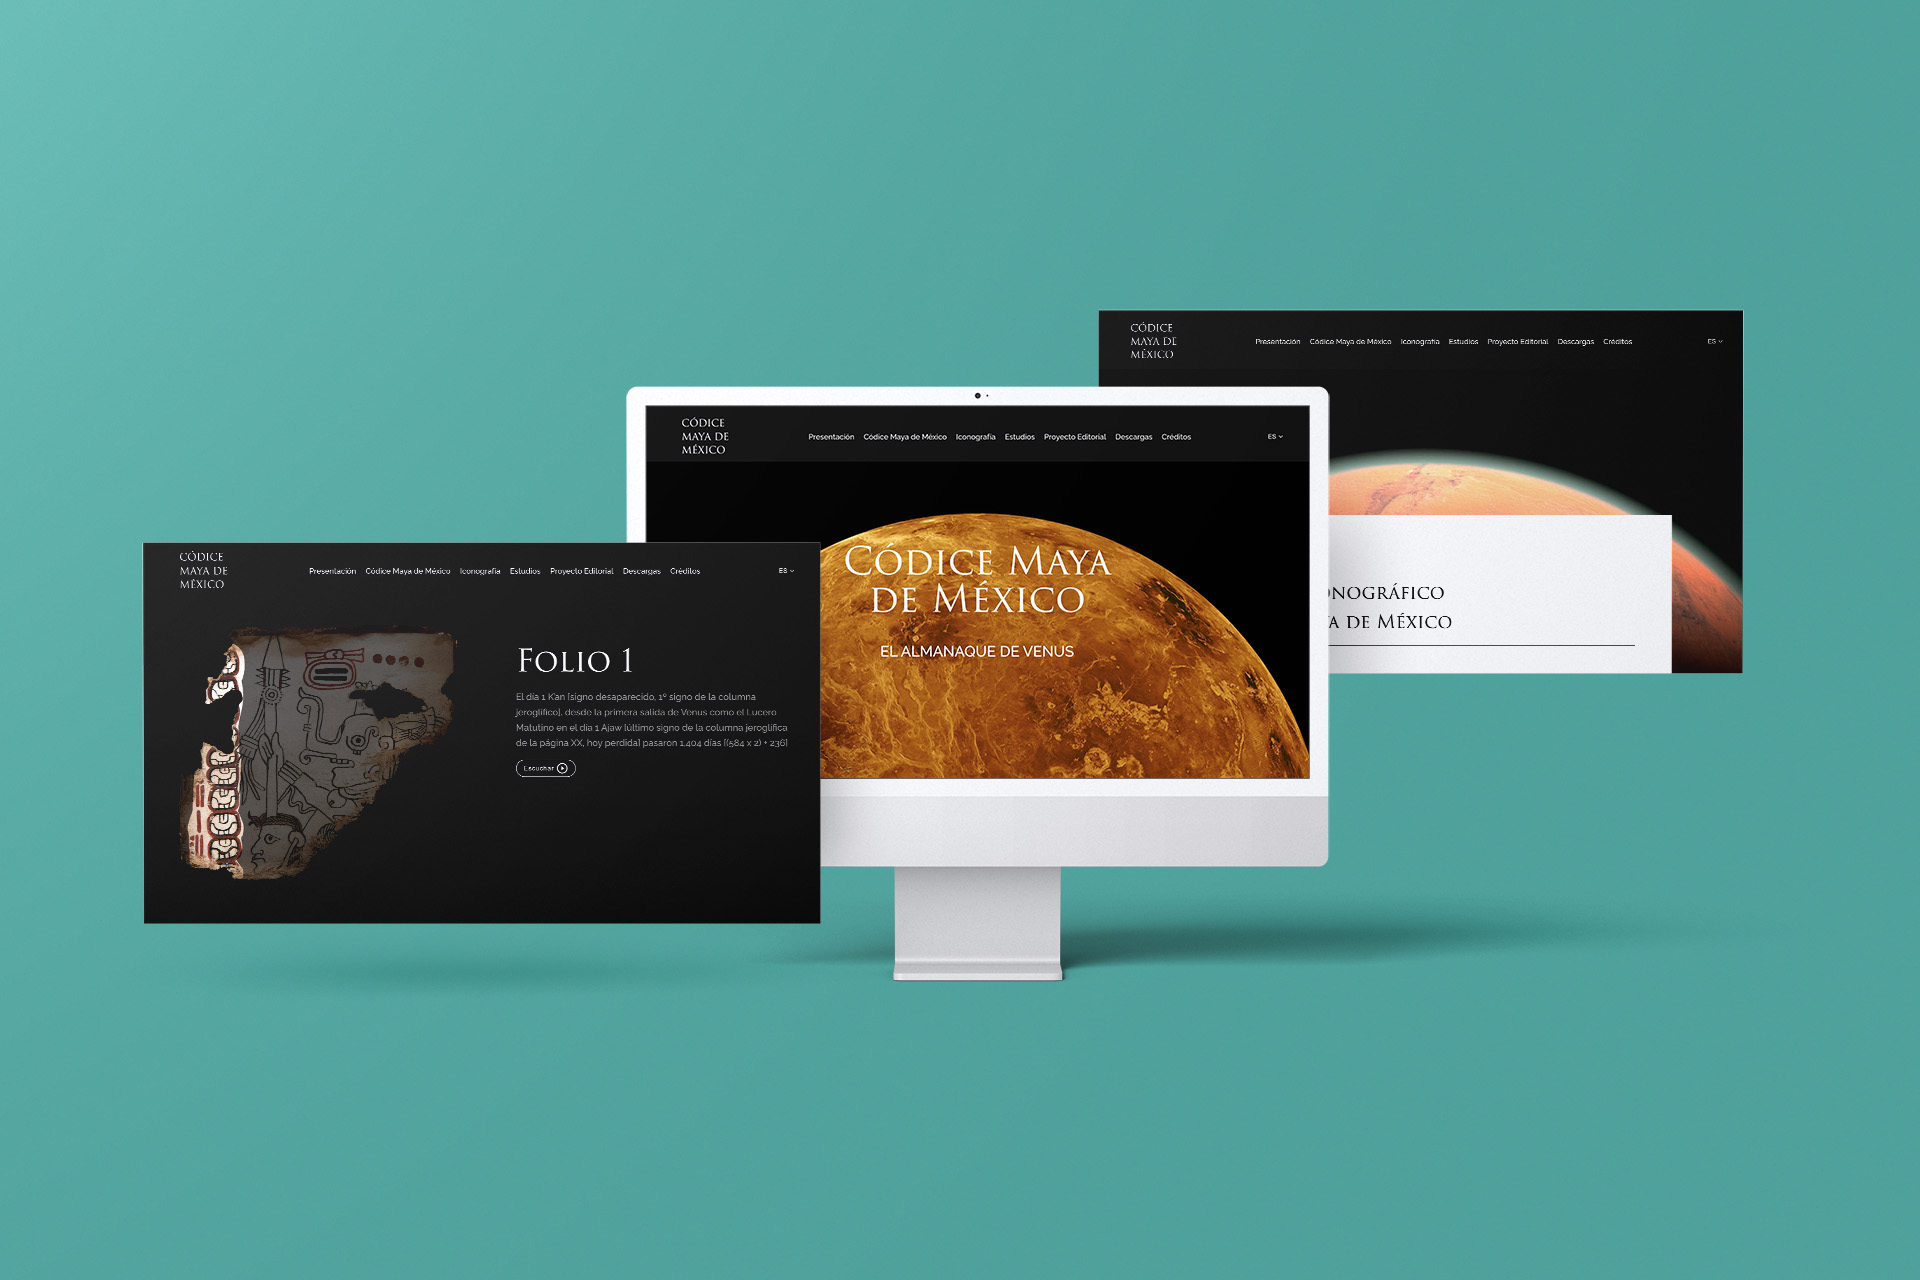 CÓDICE
MAYA DE
MÉXICO
Presentación Códice Maya de México Iconografía Estudios Proyecto Editorial Descargas Créditos
ES
ONOGRÁFICO
YA DE MÉXICO
CÓDICE
MAYA DE
MÉXICO
Presentación Códice Maya de México Iconografía Estudios Proyecto Editorial Descargas Créditos
ES
CÓDICE MAYA
DE MÉXICO
EL ALMANAQUE DE VENUS
CÓDICE
MAYA DE
MÉXICO
Presentación Códice Maya de México Iconografía Estudios Proyecto Editorial Descargas Créditos
ES
FOLIO 1
El día 1 K'an [signo desaparecido, 1º signo de la columna
jeroglífico], desde la primera salida de Venus como el Lucero
Matutino en el día 1 Ajaw [último signo de la columna jeroglífica
de la página XX, hoy perdida] pasaron 1,404 días [(584 x 2) + 236]
Escuchar